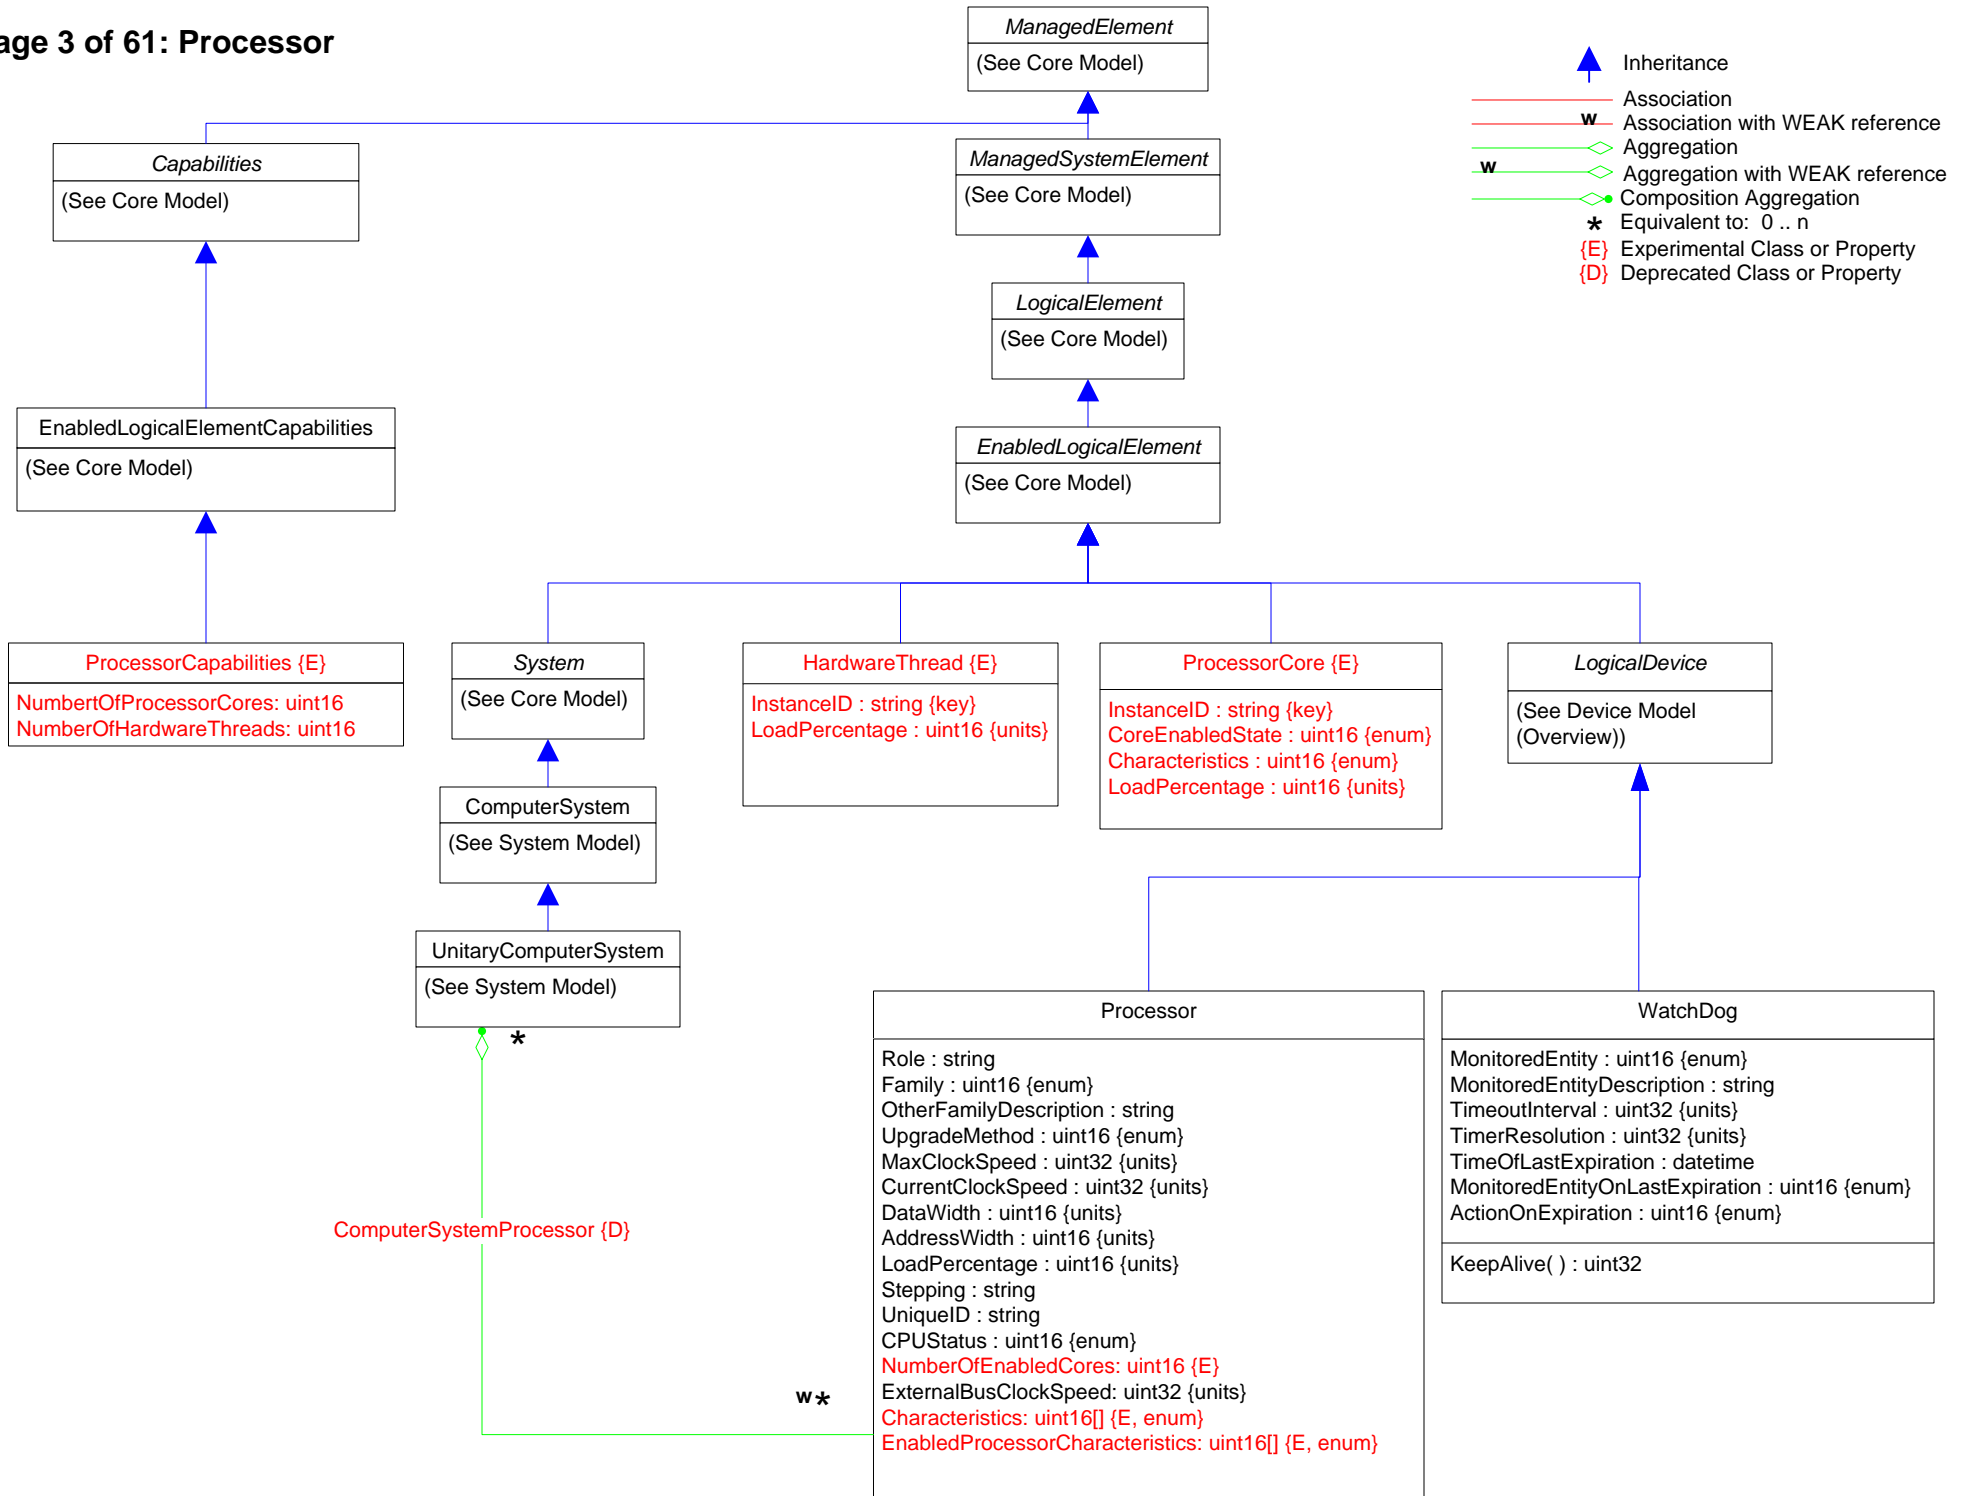 age 3 of 61: Processor
ManagedElement
(See Core Model)
Inheritance
Association
w Association with WEAK reference
Aggregation
w Aggregation with WEAK reference
Composition Aggregation
* Equivalent to: 0 .. n
{E} Experimental Class or Property
{D} Deprecated Class or Property
Capabilities
(See Core Model)
ManagedSystemElement
(See Core Model)
LogicalElement
(See Core Model)
EnabledLogicalElementCapabilities
(See Core Model)
EnabledLogicalElement
(See Core Model)
ProcessorCapabilities {E}
NumbertOfProcessorCores: uint16
NumberOfHardwareThreads: uint16
System
(See Core Model)
HardwareThread {E}
InstanceID : string {key}
LoadPercentage : uint16 {units}
ProcessorCore {E}
InstanceID : string {key}
CoreEnabledState : uint16 {enum}
Characteristics : uint16 {enum}
LoadPercentage : uint16 {units}
LogicalDevice
(See Device Model
(Overview))
ComputerSystem
(See System Model)
UnitaryComputerSystem
(See System Model)
*
ComputerSystemProcessor {D}
w*
Processor
Role : string
Family : uint16 {enum}
OtherFamilyDescription : string
UpgradeMethod : uint16 {enum}
MaxClockSpeed : uint32 {units}
CurrentClockSpeed : uint32 {units}
DataWidth : uint16 {units}
AddressWidth : uint16 {units}
LoadPercentage : uint16 {units}
Stepping : string
UniqueID : string
CPUStatus : uint16 {enum}
NumberOfEnabledCores: uint16 {E}
ExternalBusClockSpeed: uint32 {units}
Characteristics: uint16[] {E, enum}
EnabledProcessorCharacteristics: uint16[] {E, enum}
WatchDog
MonitoredEntity : uint16 {enum}
MonitoredEntityDescription : string
TimeoutInterval : uint32 {units}
TimerResolution : uint32 {units}
TimeOfLastExpiration : datetime
MonitoredEntityOnLastExpiration : uint16 {enum}
ActionOnExpiration : uint16 {enum}
KeepAlive( ) : uint32